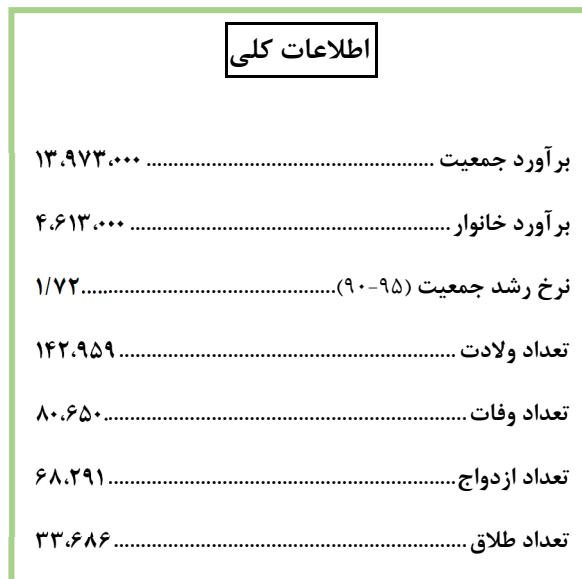 اطلاعات کلی
برآورد جمعیت ...................................................... ۱۳،۹۷۳،۰۰۰
برآورد خانوار ............................................................ ۴،۶۱۳،۰۰۰
نرخ رشد جمعیت (۹۵-۹۰)................................................۱/۷۲
تعداد ولادت ............................................................... ۱۴۲،۹۵۹
تعداد وفات ....................................................................۸۰،۶۵۰
تعداد ازدواج.................................................................۶۸،۲۹۱
تعداد طلاق .................................................................. ۳۳،۶۸۶